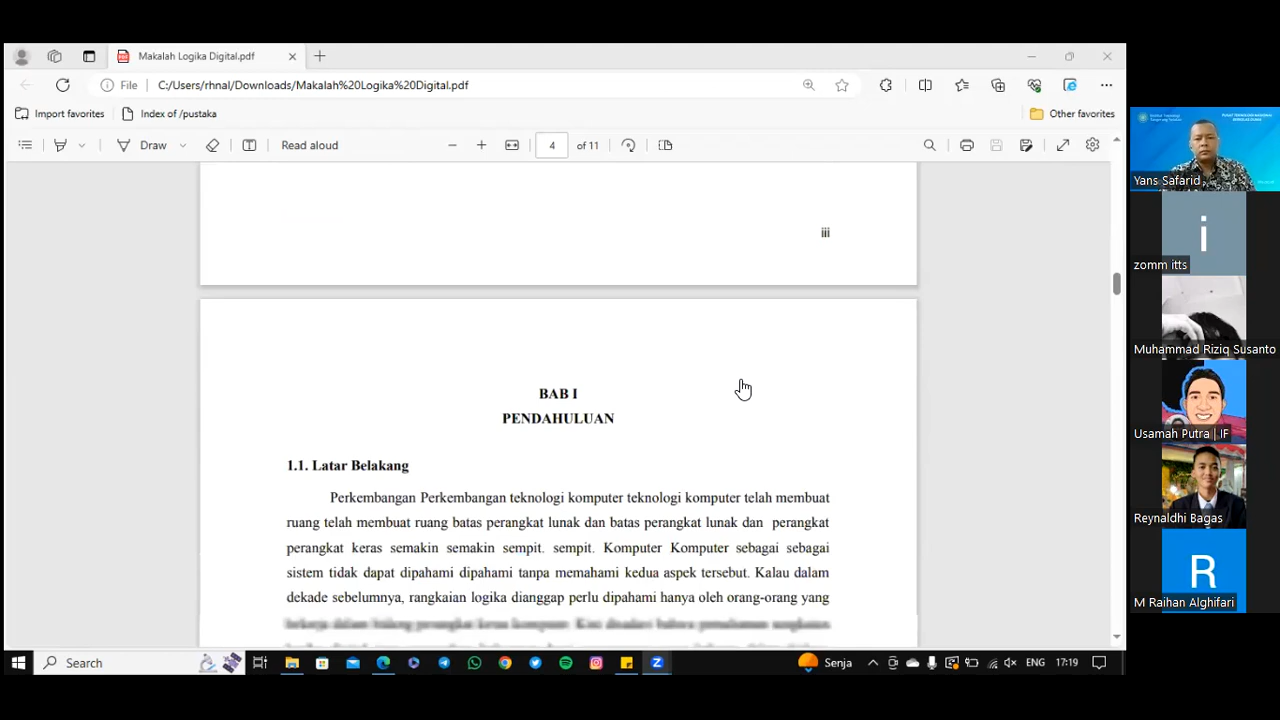 Makalah Logika Digital.pdf
File
C:/Users/rhnal/Downloads/Makalah%20Logika%20Digital.pdf
Import favorites
Index of /pustaka
Other favorites
Draw
Read aloud
4
of 11
iii
BAB I
PENDAHULUAN
1.1. Latar Belakang
Perkembangan Perkembangan teknologi komputer teknologi komputer telah membuat
ruang telah membuat ruang batas perangkat lunak dan batas perangkat lunak dan perangkat
perangkat keras semakin semakin sempit. sempit. Komputer Komputer sebagai sebagai
sistem tidak dapat dipahami dipahami tanpa memahami kedua aspek tersebut. Kalau dalam
dekade sebelumnya, rangkaian logika dianggap perlu dipahami hanya oleh orang-orang yang
Yans Safarid
i
zomm itts
Muhammad Riziq Susanto
Usamah Putra | IF
Reynaldhi Bagas
R
M Raihan Alghifari
Search
Senja
ENG
17:19